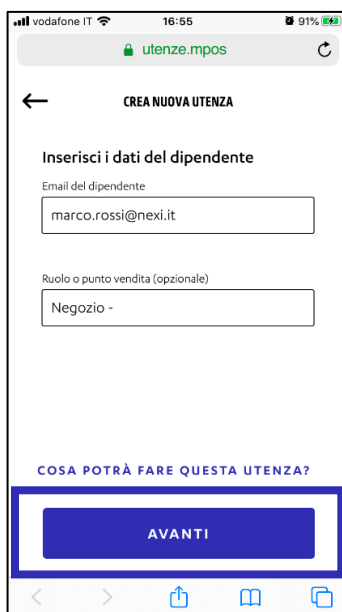 vodafone IT 16:55 91%
utenze.mpos
CREA NUOVA UTENZA
Inserisci i dati del dipendente
Email del dipendente
marco.rossi@nexi.it
Ruolo o punto vendita (opzionale)
Negozio -
COSA POTRÀ FARE QUESTA UTENZA?
AVANTI